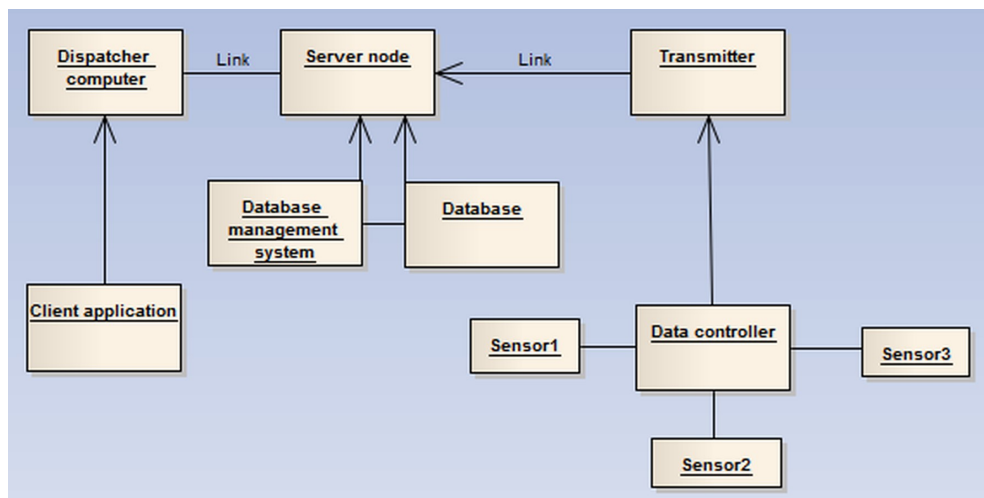 Dispatcher
computer
Link
Server node
Link
Transmitter
Database
management
system
Database
Client application
Data controller
Sensor1
Sensor3
Sensor2